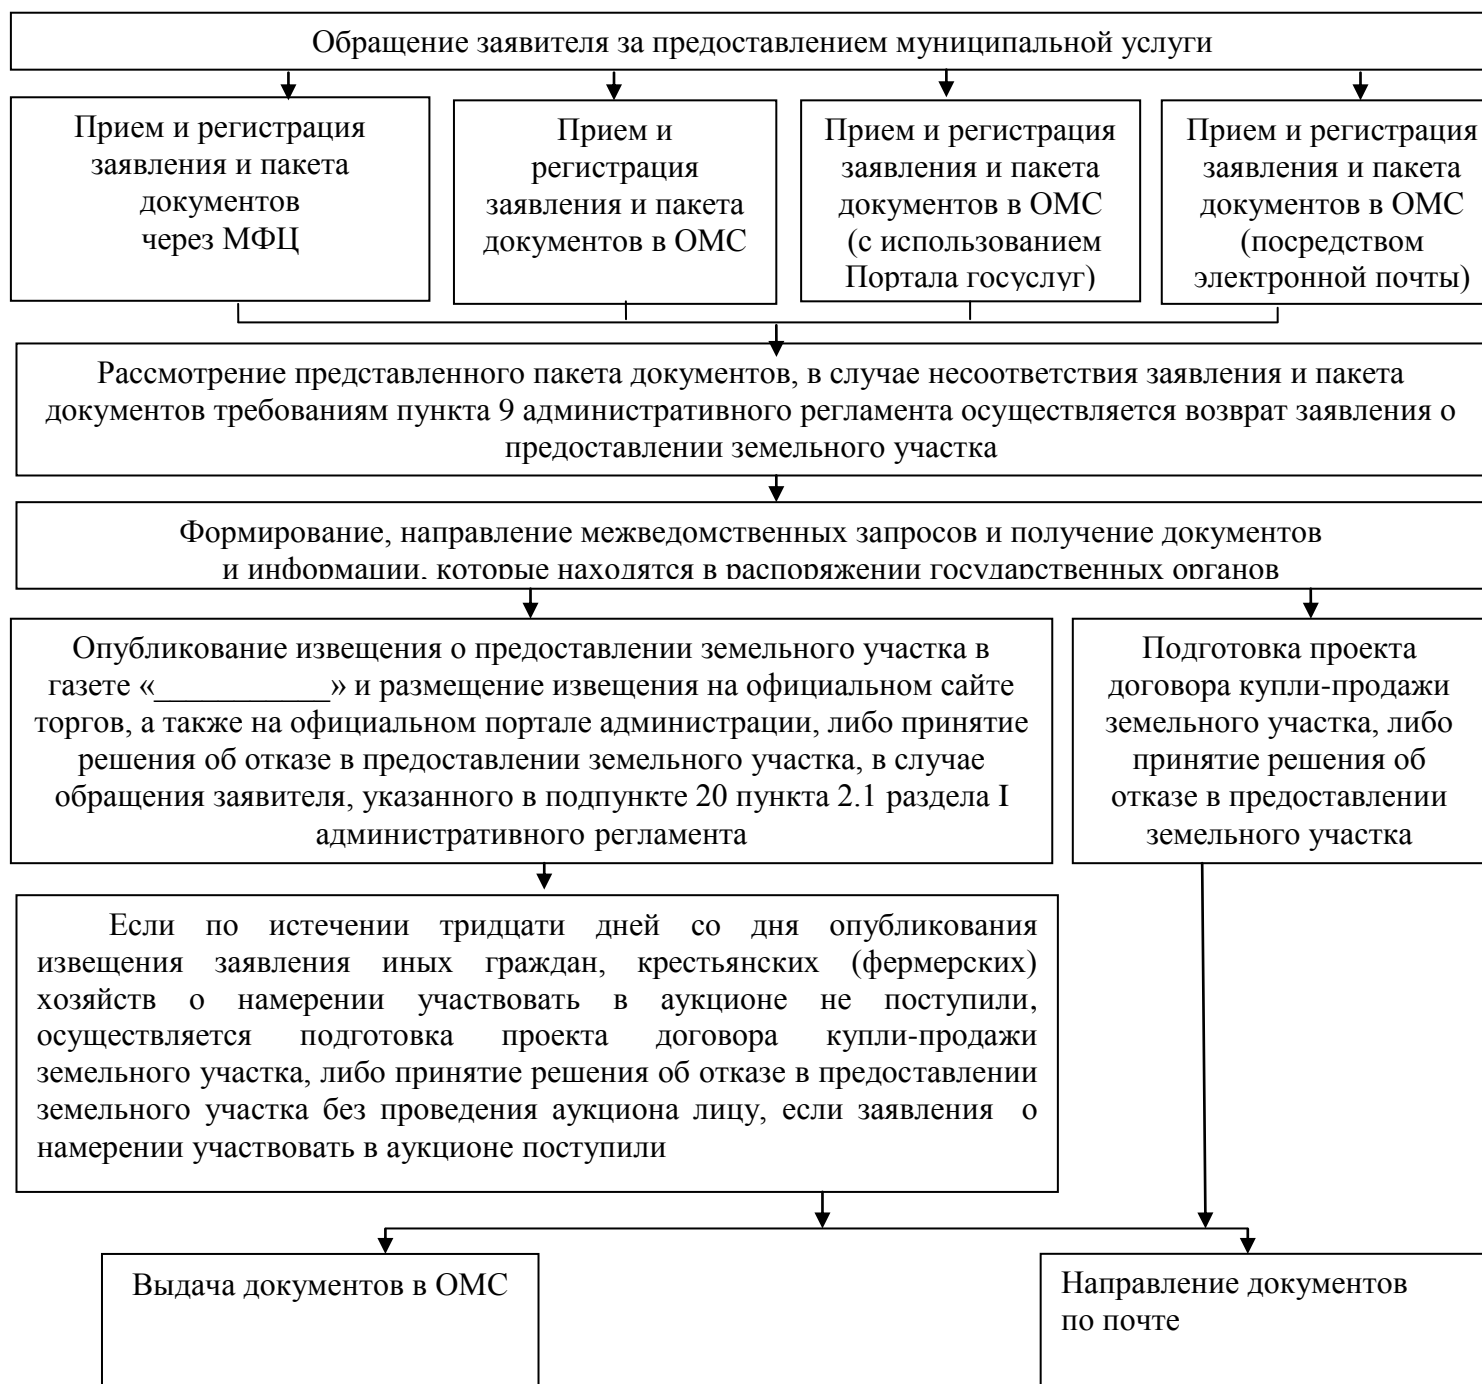 Обращение заявителя за предоставлением муниципальной услуги
Прием и регистрация
заявления и пакета
документов
через МФЦ
Прием и
регистрация
заявления и пакета
документов в ОМС
Прием и регистрация
заявления и пакета
документов в ОМС
(с использованием
Портала госуслуг)
Прием и регистрация
заявления и пакета
документов в ОМС
(посредством
электронной почты)
Рассмотрение представленного пакета документов, в случае несоответствия заявления и пакета
документов требованиям пункта 9 административного регламента осуществляется возврат заявления о
предоставлении земельного участка
Формирование, направление межведомственных запросов и получение документов
и информации, которые находятся в распоряжении государственных органов
Опубликование извещения о предоставлении земельного участка в
газете «___________» и размещение извещения на официальном сайте
торгов, а также на официальном портале администрации, либо принятие
решения об отказе в предоставлении земельного участка, в случае
обращения заявителя, указанного в подпункте 20 пункта 2.1 раздела I
административного регламента
Подготовка проекта
договора купли-продажи
земельного участка, либо
принятие решения об
отказе в предоставлении
земельного участка
Если по истечении тридцати дней со дня опубликования
извещения заявления иных граждан, крестьянских (фермерских)
хозяйств о намерении участвовать в аукционе не поступили,
осуществляется подготовка проекта договора купли-продажи
земельного участка, либо принятие решения об отказе в предоставлении
земельного участка без проведения аукциона лицу, если заявления о
намерении участвовать в аукционе поступили
Выдача документов в ОМС
Направление документов
по почте